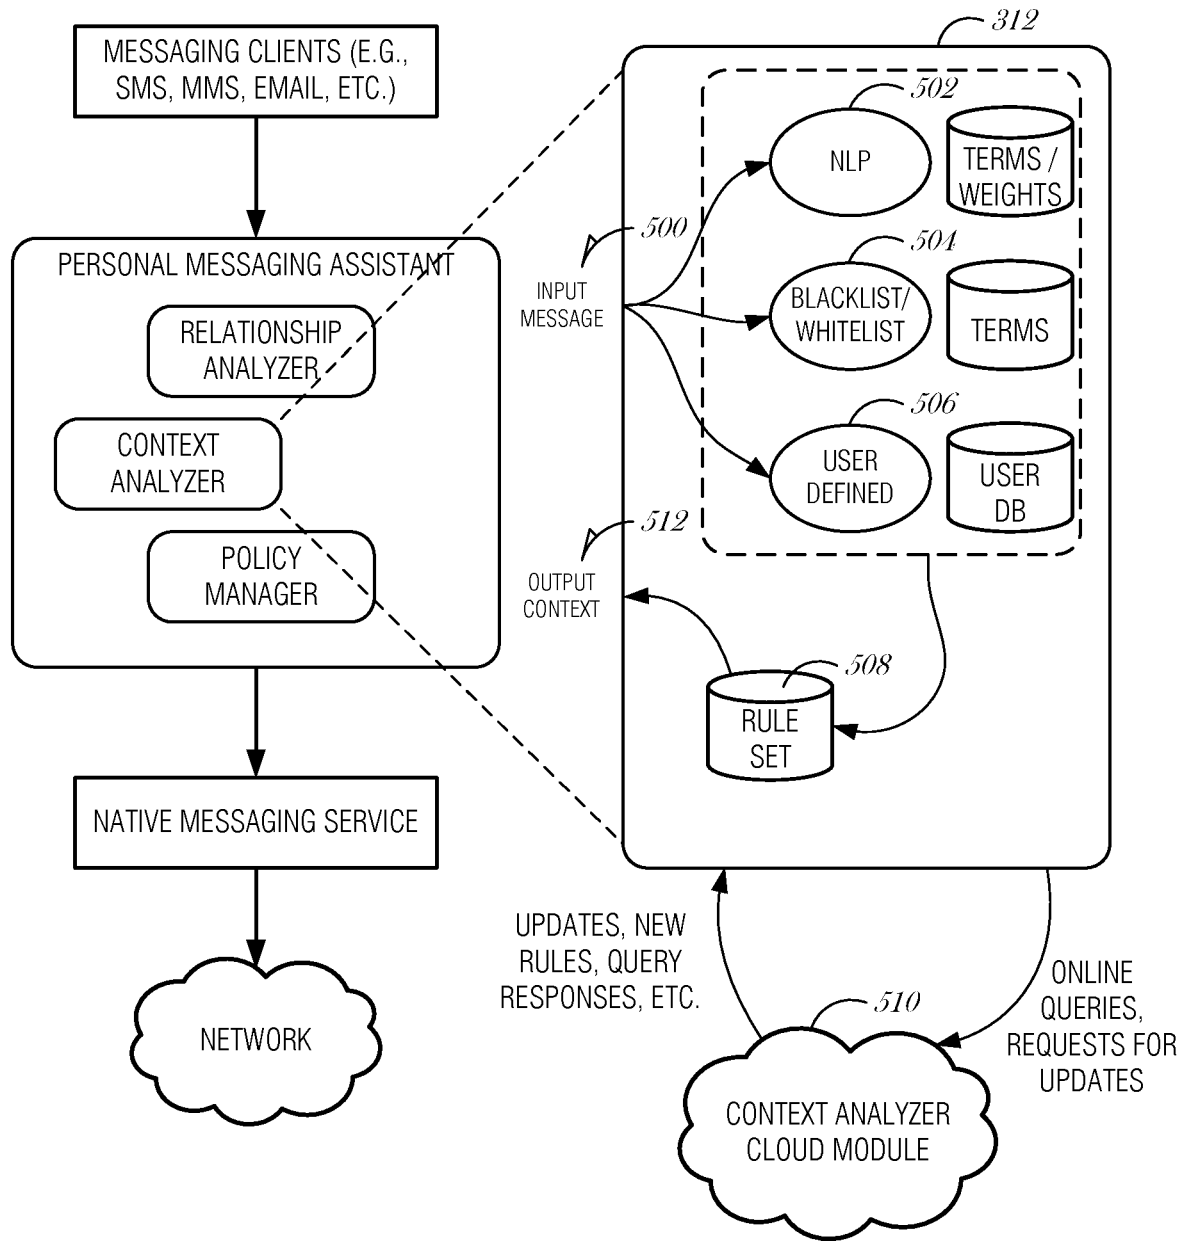 MESSAGING CLIENTS (E.G.,
SMS, MMS, EMAIL, ETC.)
PERSONAL MESSAGING ASSISTANT
RELATIONSHIP
ANALYZER
CONTEXT
ANALYZER
POLICY
MANAGER
NATIVE MESSAGING SERVICE
NETWORK
312
502
NLP
TERMS /
WEIGHTS
500
INPUT
MESSAGE
504
BLACKLIST/
WHITELIST
TERMS
506
USER
DEFINED
USER
DB
512
OUTPUT
CONTEXT
508
RULE
SET
UPDATES, NEW
RULES, QUERY
RESPONSES, ETC.
ONLINE
QUERIES,
REQUESTS FOR
UPDATES
510
CONTEXT ANALYZER
CLOUD MODULE